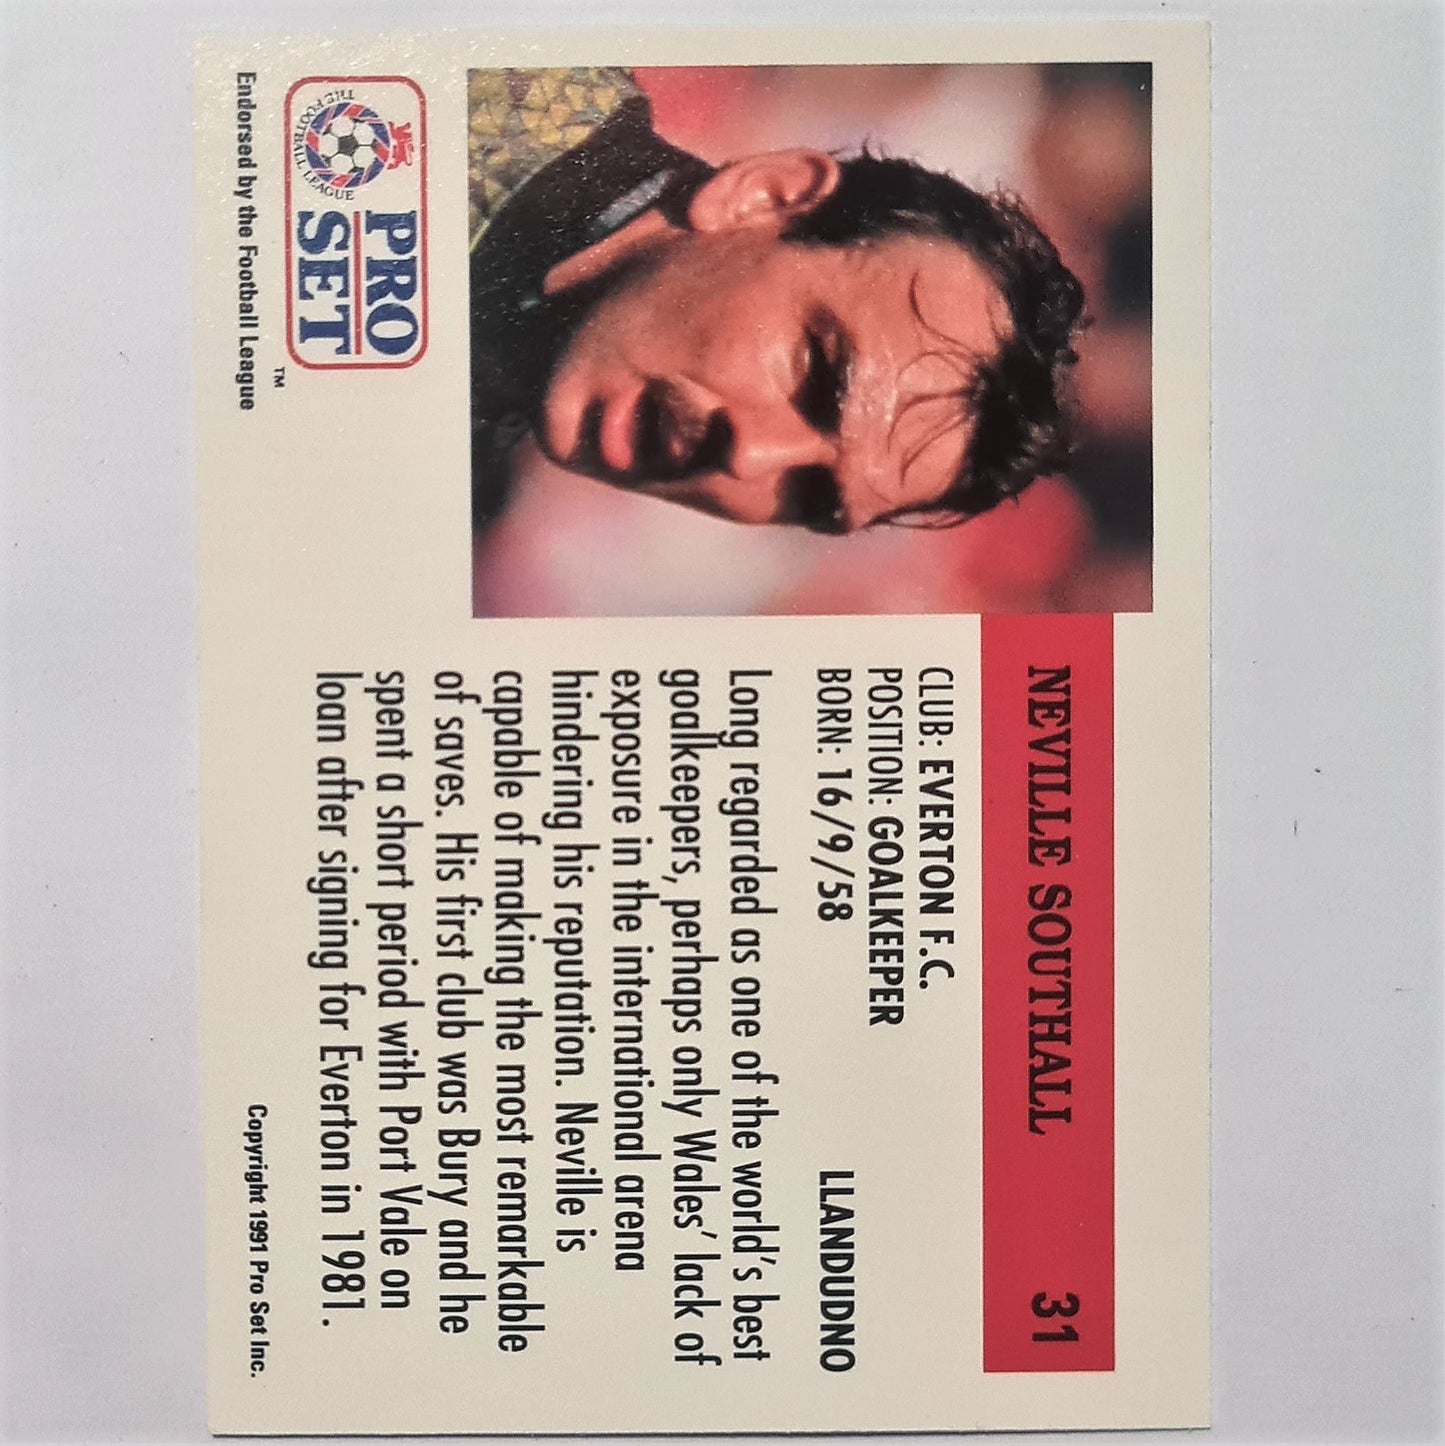 NEVILLE SOUTHALL 31
CLUB: EVERTON F.C.
POSITION: GOALKEEPER
BORN: 16/9/58 LLANDUDNO
Long regarded as one of the world's best
goalkeepers, perhaps only Wales' lack of
exposure in the international arena
hindering his reputation. Neville is
capable of making the most remarkable
of saves. His first club was Bury and he
spent a short period with Port Vale on
loan after signing for Everton in 1981.
THE FOOTBALL LEAGUE
PRO
SET
TM
Endorsed by the Football League
Copyright 1991 Pro Set Inc.